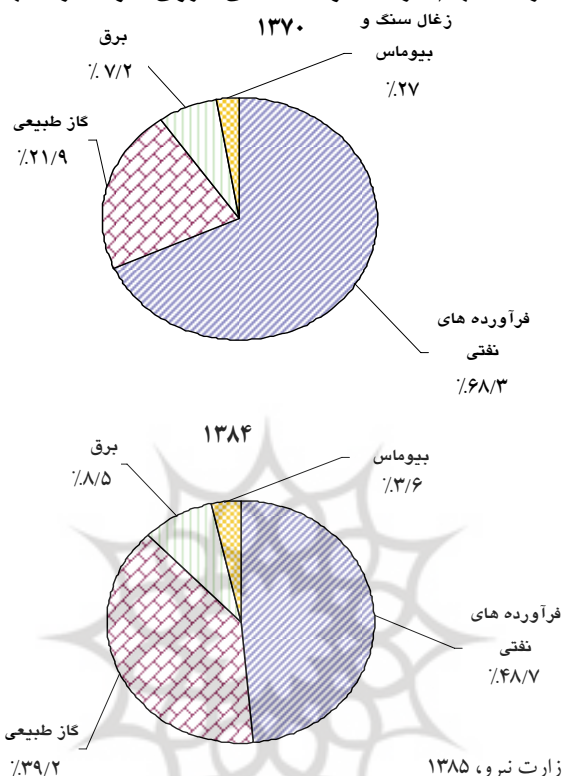 ۱۳۷۰
زغال سنگ و
بیوماس
٪.۲۷
برق
٪.۷/۲
گاز طبیعی
٪.۲۱/۹
فرآورده های
نفتی
٪.۶۸/۳
۱۳۸۴
برق
٪.۸/۵
بیوماس
٪.۳/۶
فرآورده های
نفتی
٪.۴۸/۷
گاز طبیعی
٪.۳۹/۲
زارت نیرو، ۱۳۸۵